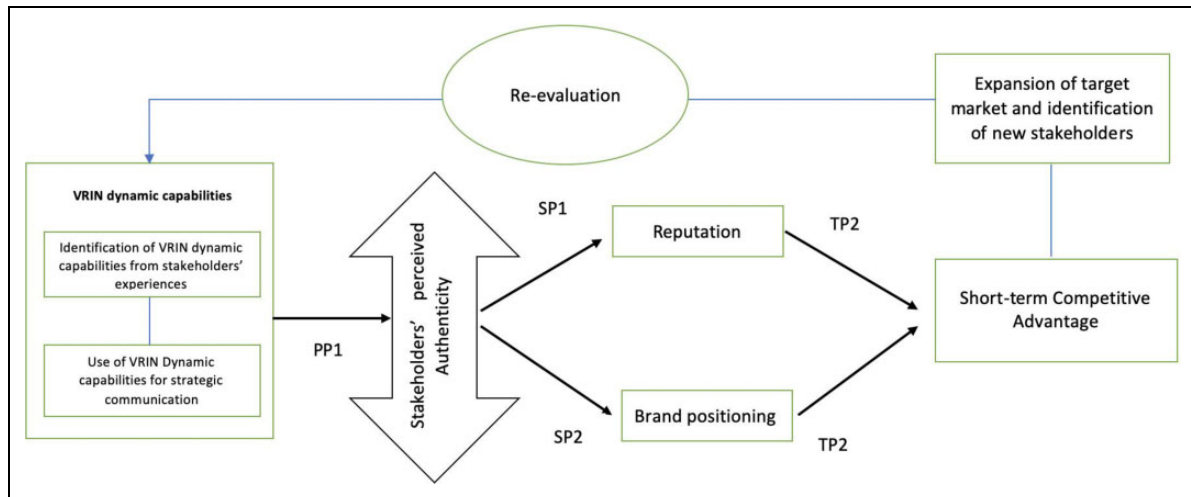 Re-evaluation
Expansion of target
market and identification
of new stakeholders
VRIN dynamic capabilities
Identification of VRIN dynamic
capabilities from stakeholders’
experiences
Use of VRIN Dynamic
capabilities for strategic
communication
PP1
Stakeholders’ perceived
Authenticity
SP1
Reputation
TP2
SP2
Brand positioning
TP2
Short-term Competitive
Advantage